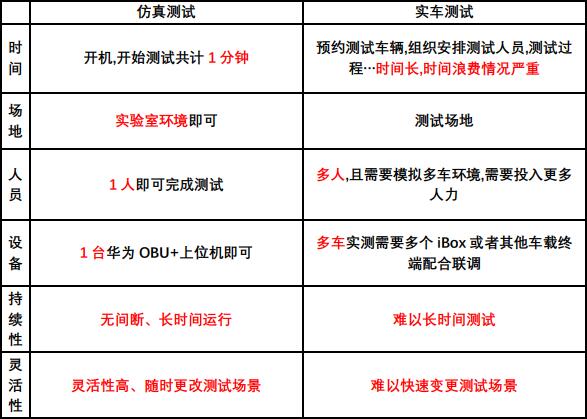 仿真测试
实车测试
时间
开机,开始测试共计 1 分钟
预约测试车辆,组织安排测试人员,测试过
程…时间长,时间浪费情况严重
场地
实验室环境即可
测试场地
人员
1 人即可完成测试
多人,且需要模拟多车环境,需要投入更多
人力
设备
1 台华为 OBU+上位机即可
多车实测需要多个 iBox 或者其他车载终
端配合联调
持续性
无间断、长时间运行
难以长时间测试
灵活性
灵活性高、随时更改测试场景
难以快速变更测试场景